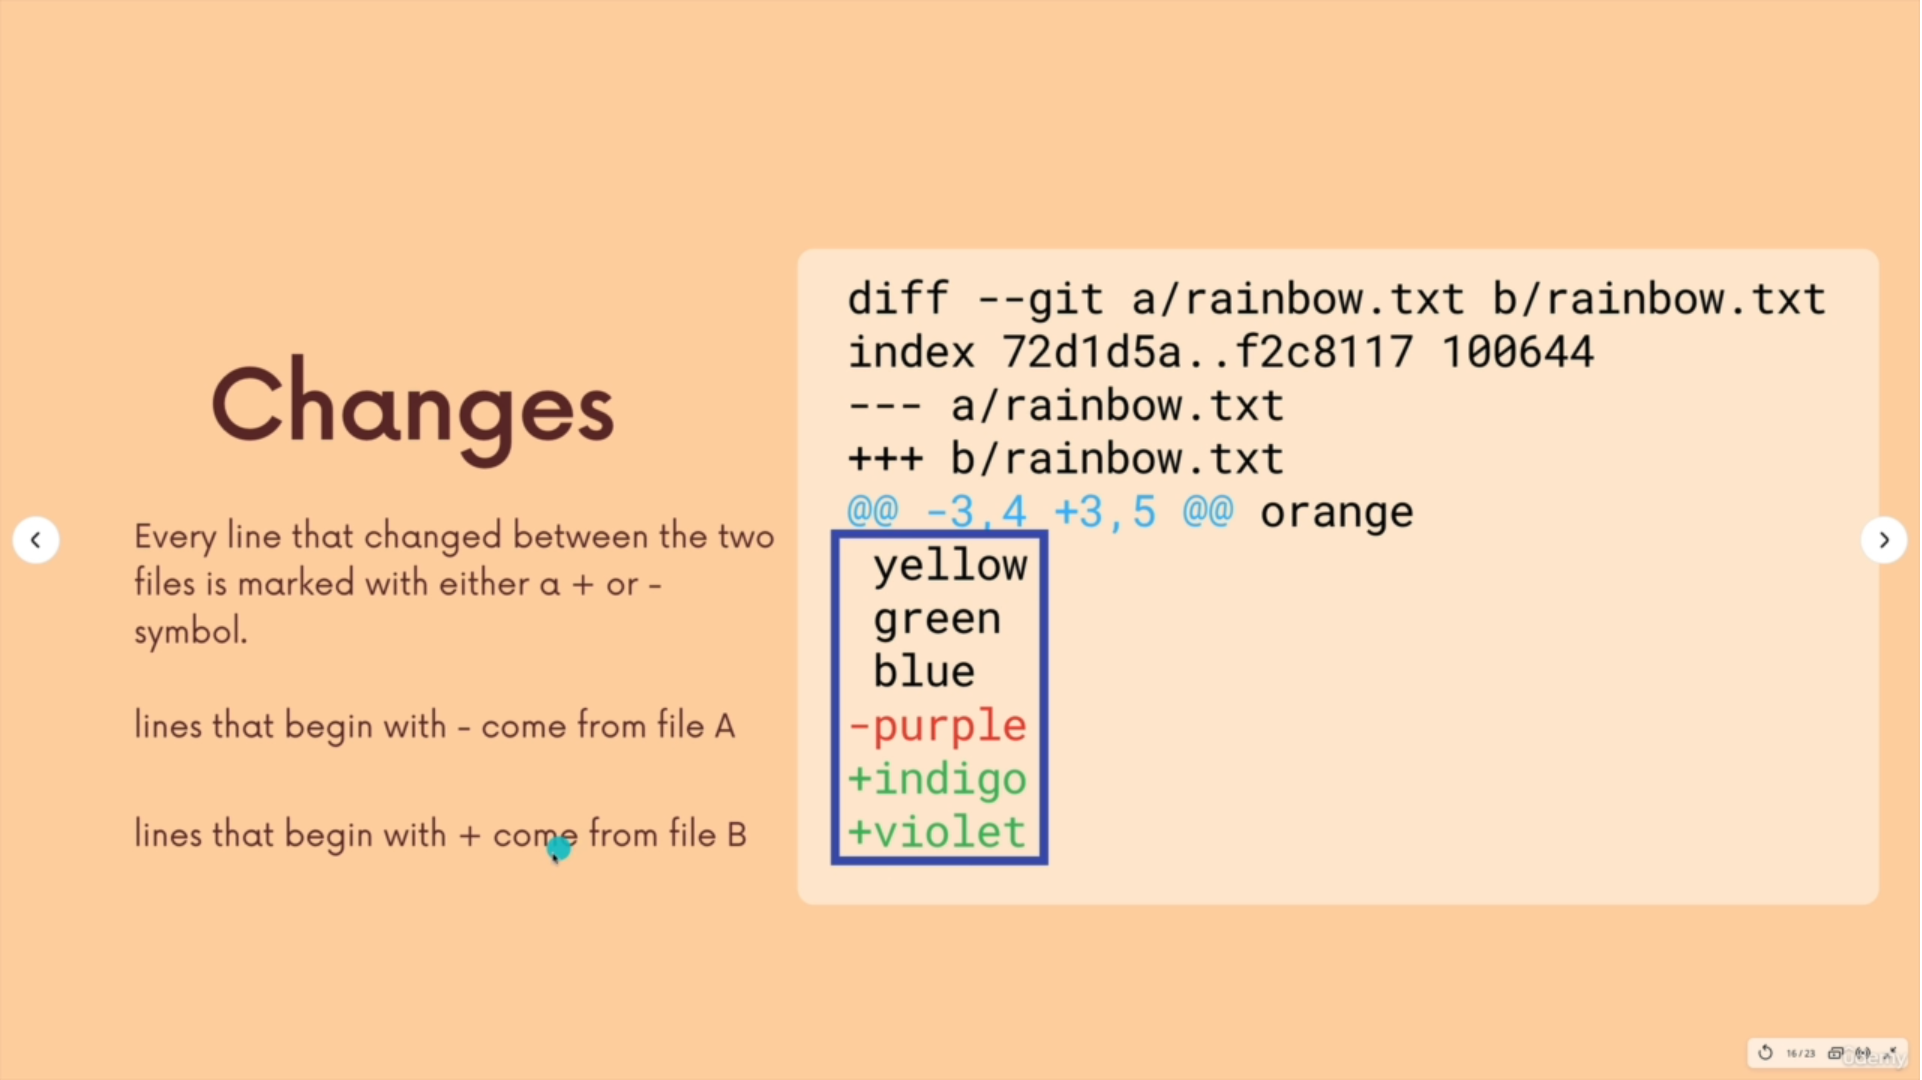 Changes
Every line that changed between the two
files is marked with either a + or -
symbol.
lines that begin with - come from file A
lines that begin with + come from file B
diff --git a/rainbow.txt b/rainbow.txt
index 72d1d5a..f2c8117 100644
--- a/rainbow.txt
+++ b/rainbow.txt
@@ -3,4 +3,5 @@ orange
 yellow
 green
 blue
-purple
+indigo
+violet
16 / 23
Udemy